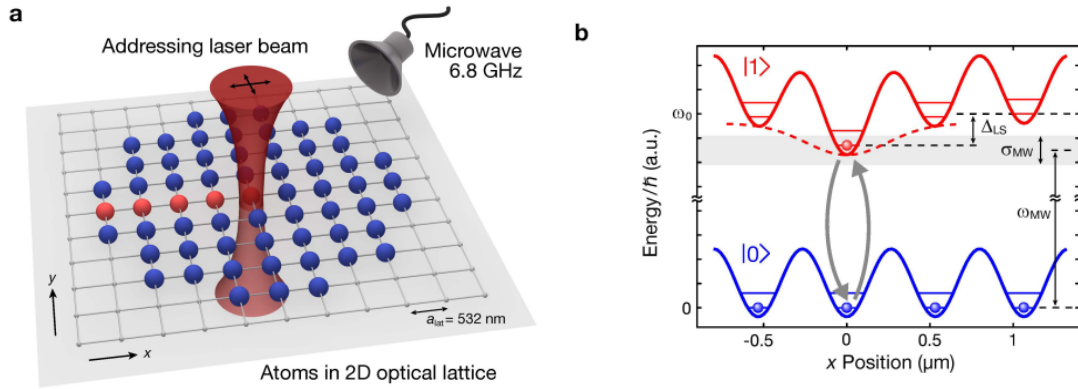 a
Addressing laser beam
Microwave
6.8 GHz
y
x
a_lat = 532 nm
Atoms in 2D optical lattice
b
|1⟩
ω₀
Δ_LS
σ_MW
ω_MW
Energy/ħ (a.u.)
|0⟩
0
-0.5 0 0.5 1
x Position (μm)